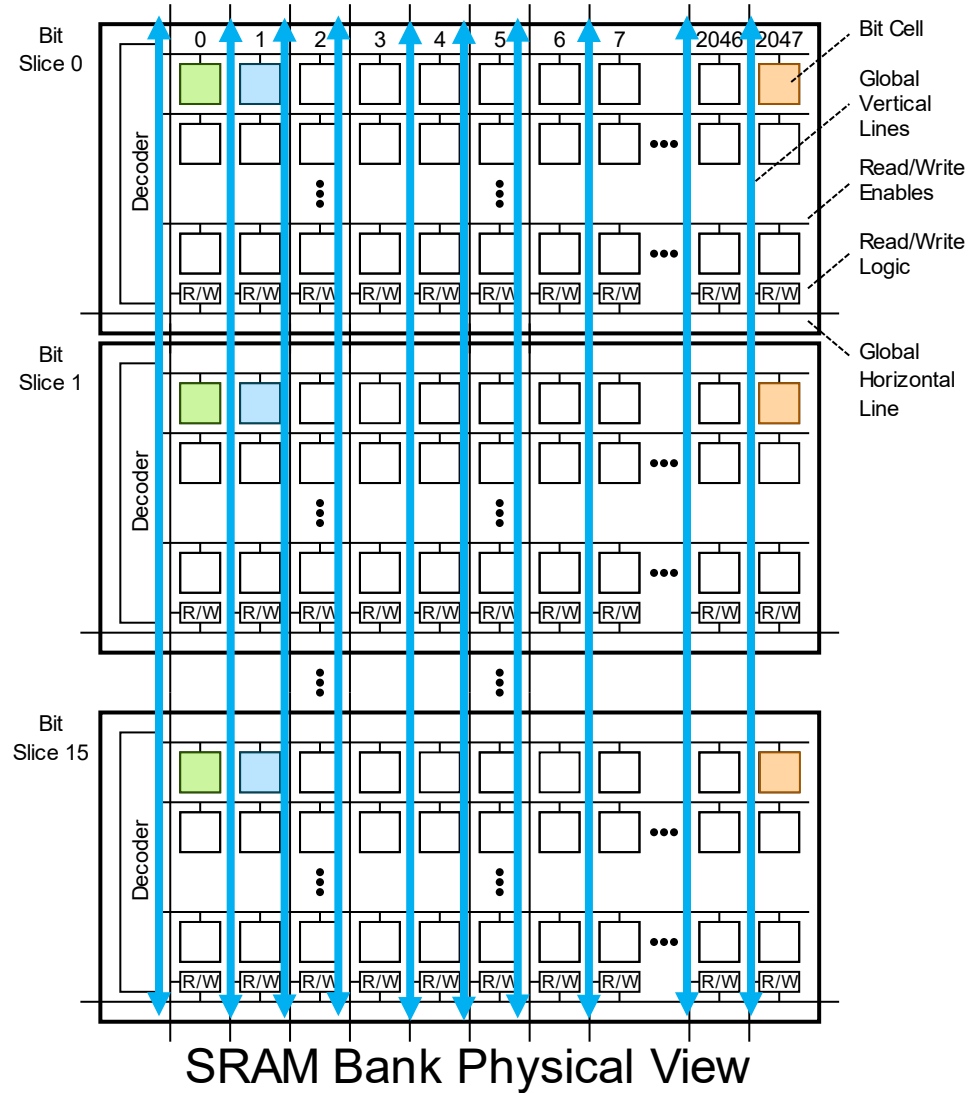 Bit
Slice 0
Decoder
0 1 2 3 4 5 6 7 2046 2047
R/W R/W R/W R/W R/W R/W R/W R/W R/W R/W
Bit Cell
Global
Vertical
Lines
Read/Write
Enables
Read/Write
Logic
Global
Horizontal
Line
Bit
Slice 1
Decoder
R/W R/W R/W R/W R/W R/W R/W R/W R/W R/W
Bit
Slice 15
Decoder
R/W R/W R/W R/W R/W R/W R/W R/W R/W R/W
SRAM Bank Physical View